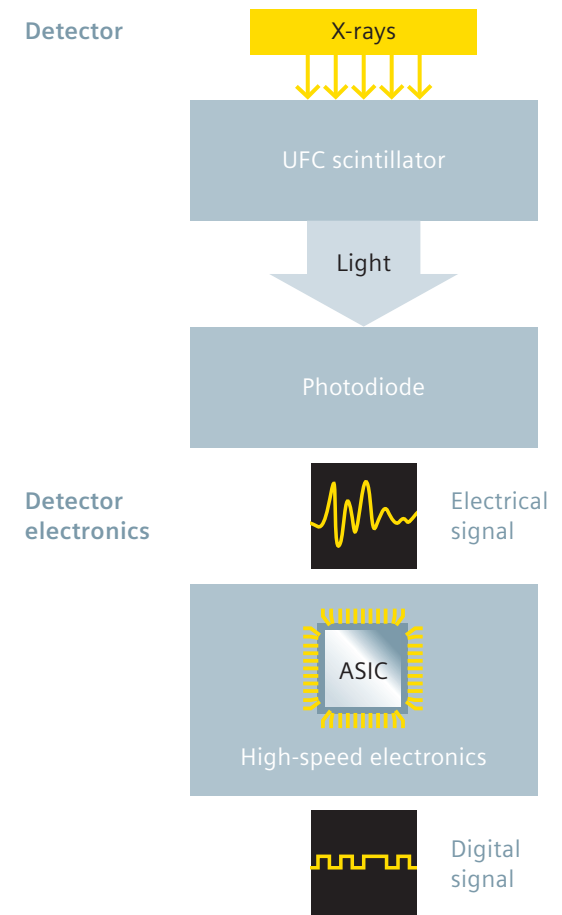 Detector
X-rays
UFC scintillator
Light
Photodiode
Detector
electronics
Electrical
signal
ASIC
High-speed electronics
Digital
signal